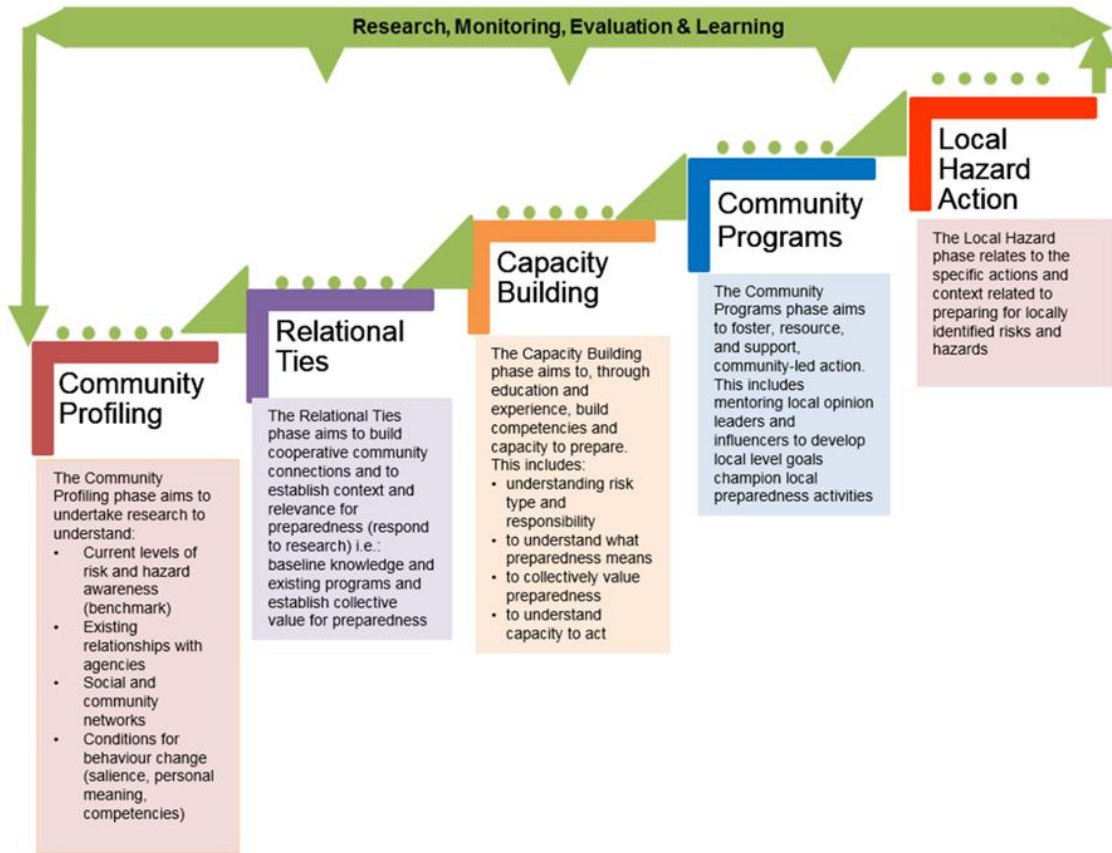 Research, Monitoring, Evaluation & Learning
Community
Profiling
The Community
Profiling phase aims to
undertake research to
understand:
• Current levels of
risk and hazard
awareness
(benchmark)
• Existing
relationships with
agencies
• Social and
community
networks
• Conditions for
behaviour change
(salience, personal
meaning,
competencies)
Relational
Ties
The Relational Ties
phase aims to build
cooperative community
connections and to
establish context and
relevance for
preparedness (respond
to research) i.e.:
baseline knowledge and
existing programs and
establish collective
value for preparedness
Capacity
Building
The Capacity Building
phase aims to, through
education and
experience, build
competencies and
capacity to prepare.
This includes:
• understanding risk
type and
responsibility
• to understand what
preparedness means
• to collectively value
preparedness
• to understand
capacity to act
Community
Programs
The Community
Programs phase aims
to foster, resource,
and support,
community-led action.
This includes
mentoring local opinion
leaders and
influencers to develop
local level goals
champion local
preparedness activities
Local
Hazard
Action
The Local Hazard
phase relates to the
specific actions and
context related to
preparing for locally
identified risks and
hazards